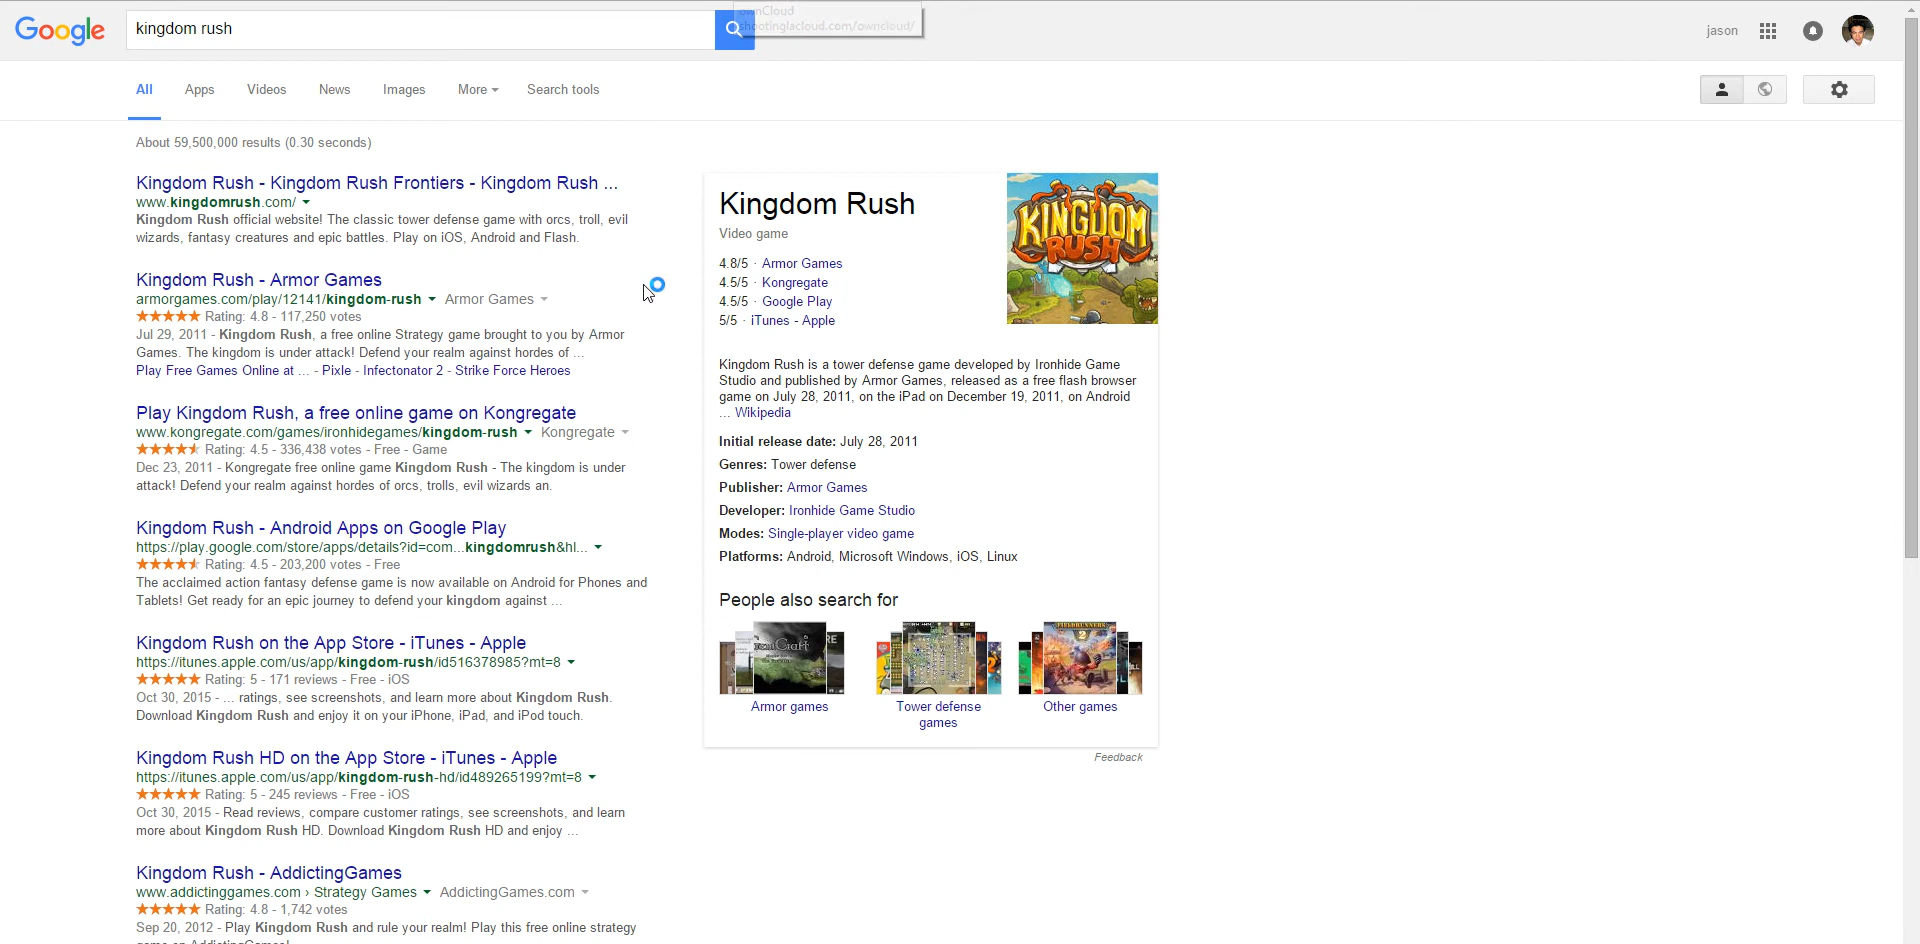 ownCloud
shootinglacloud.com/owncloud/
Google
kingdom rush
jason
All Apps Videos News Images More Search tools
About 59,500,000 results (0.30 seconds)
Kingdom Rush - Kingdom Rush Frontiers - Kingdom Rush ...
www.kingdomrush.com/
Kingdom Rush official website! The classic tower defense game with orcs, troll, evil
wizards, fantasy creatures and epic battles. Play on iOS, Android and Flash.
Kingdom Rush - Armor Games
armorgames.com/play/12141/kingdom-rush Armor Games
Rating: 4.8 - 117,250 votes
Jul 29, 2011 - Kingdom Rush, a free online Strategy game brought to you by Armor
Games. The kingdom is under attack! Defend your realm against hordes of ...
Play Free Games Online at ... - Pixle - Infectonator 2 - Strike Force Heroes
Play Kingdom Rush, a free online game on Kongregate
www.kongregate.com/games/ironhidegames/kingdom-rush Kongregate
Rating: 4.5 - 336,438 votes - Free - Game
Dec 23, 2011 - Kongregate free online game Kingdom Rush - The kingdom is under
attack! Defend your realm against hordes of orcs, trolls, evil wizards an.
Kingdom Rush - Android Apps on Google Play
https://play.google.com/store/apps/details?id=com...kingdomrush&hl...
Rating: 4.5 - 203,200 votes - Free
The acclaimed action fantasy defense game is now available on Android for Phones and
Tablets! Get ready for an epic journey to defend your kingdom against ...
Kingdom Rush on the App Store - iTunes - Apple
https://itunes.apple.com/us/app/kingdom-rush/id516378985?mt=8
Rating: 5 - 171 reviews - Free - iOS
Oct 30, 2015 - ... ratings, see screenshots, and learn more about Kingdom Rush.
Download Kingdom Rush and enjoy it on your iPhone, iPad, and iPod touch.
Kingdom Rush HD on the App Store - iTunes - Apple
https://itunes.apple.com/us/app/kingdom-rush-hd/id489265199?mt=8
Rating: 5 - 245 reviews - Free - iOS
Oct 30, 2015 - Read reviews, compare customer ratings, see screenshots, and learn
more about Kingdom Rush HD. Download Kingdom Rush HD and enjoy ...
Kingdom Rush - AddictingGames
www.addictinggames.com › Strategy Games AddictingGames.com
Rating: 4.8 - 1,742 votes
Sep 20, 2012 - Play Kingdom Rush and rule your realm! Play this free online strategy
game on AddictingGames!
Kingdom Rush
Video game
4.8/5 · Armor Games
4.5/5 · Kongregate
4.5/5 · Google Play
5/5 · iTunes - Apple
KINGDOM
RUSH
Kingdom Rush is a tower defense game developed by Ironhide Game
Studio and published by Armor Games, released as a free flash browser
game on July 28, 2011, on the iPad on December 19, 2011, on Android
... Wikipedia
Initial release date: July 28, 2011
Genres: Tower defense
Publisher: Armor Games
Developer: Ironhide Game Studio
Modes: Single-player video game
Platforms: Android, Microsoft Windows, iOS, Linux
People also search for
FIELDRUNNERS
2
Armor games
Tower defense
games
Other games
Feedback